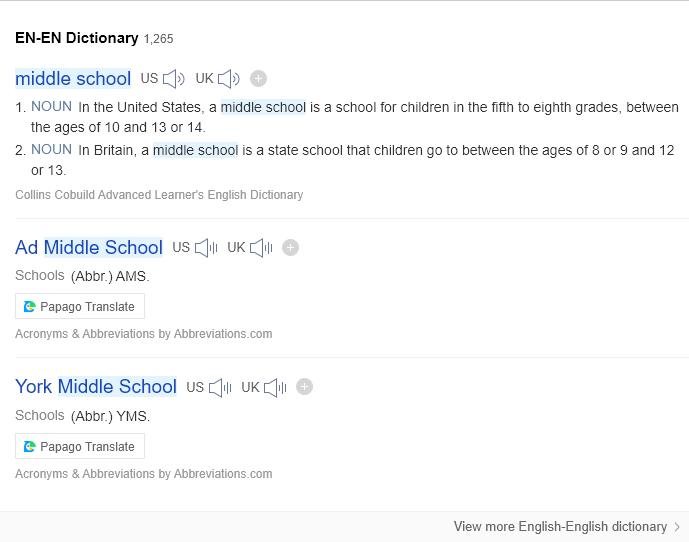 EN-EN Dictionary 1,265
middle school US UK
1. NOUN In the United States, a middle school is a school for children in the fifth to eighth grades, between
the ages of 10 and 13 or 14.
2. NOUN In Britain, a middle school is a state school that children go to between the ages of 8 or 9 and 12
or 13.
Collins Cobuild Advanced Learner's English Dictionary
Ad Middle School US UK
Schools (Abbr.) AMS.
Papago Translate
Acronyms & Abbreviations by Abbreviations.com
York Middle School US UK
Schools (Abbr.) YMS.
Papago Translate
Acronyms & Abbreviations by Abbreviations.com
View more English-English dictionary